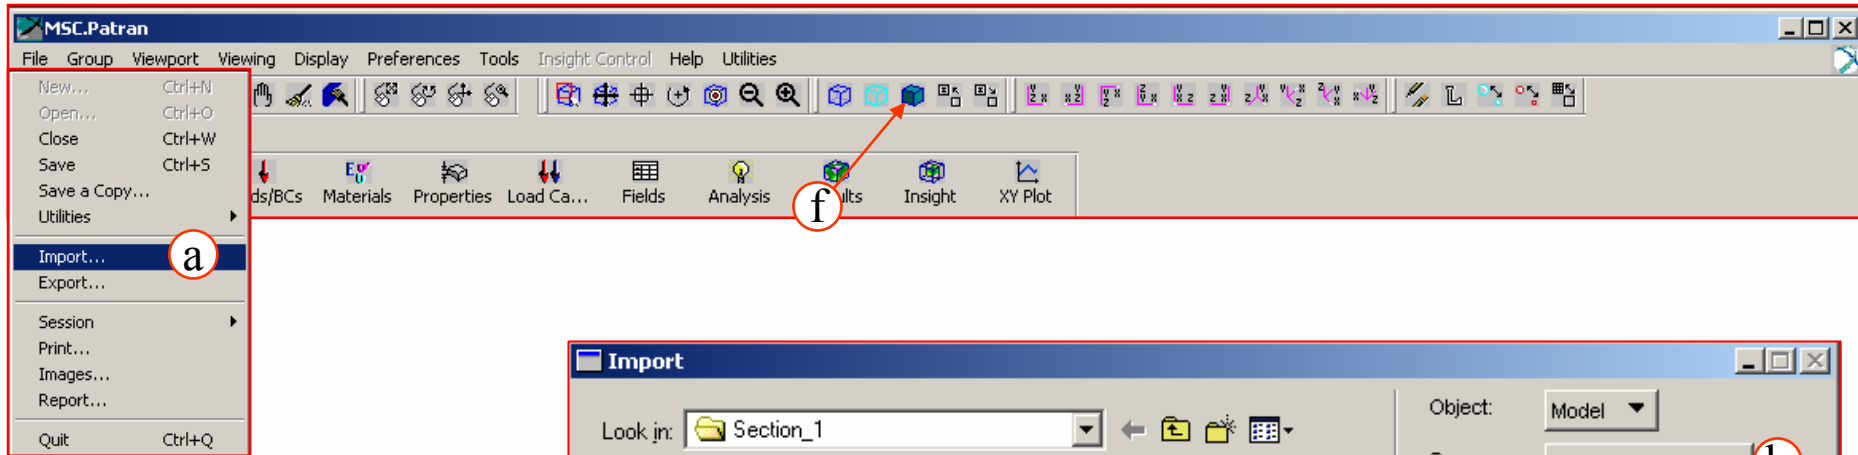 MSC.Patran
File Group Viewport Viewing Display Preferences Tools Insight Control Help Utilities
New... Ctrl+N
Open... Ctrl+O
Close Ctrl+W
Save Ctrl+S
Save a Copy...
Utilities
ds/BCs Materials Properties Load Ca... Fields Analysis ults Insight XY Plot
f
Import... a
Export...
Session
Print...
Images...
Report...
Quit Ctrl+Q
Import
Look in: Section_1
Object: Model